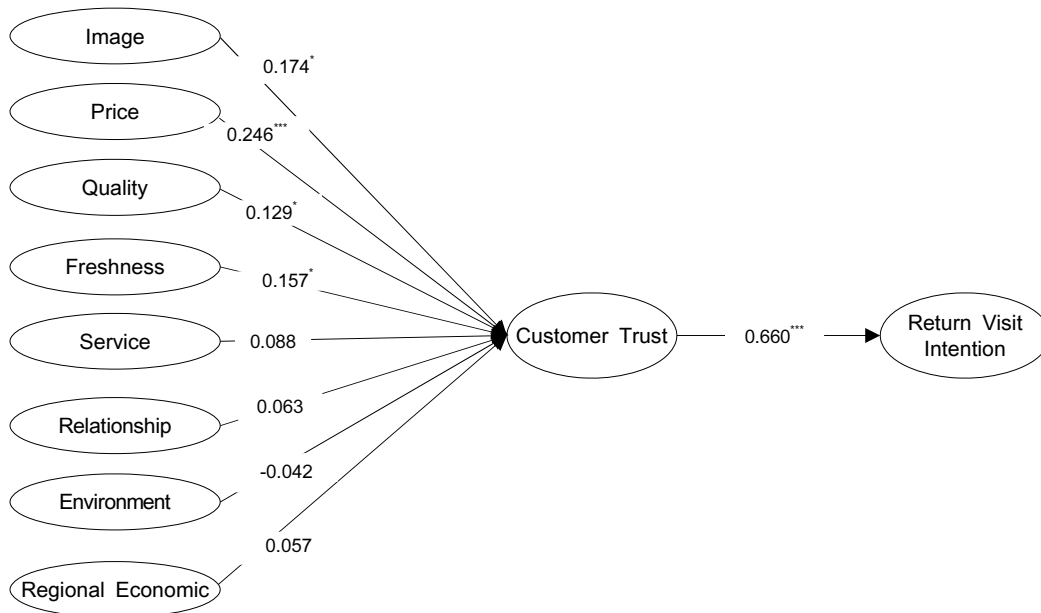 Image
0.174*
Price
0.246***
Quality
0.129*
Freshness
0.157*
Service
0.088
Customer Trust
0.660***
Return Visit
Intention
Relationship
0.063
Environment
-0.042
Regional Economic
0.057